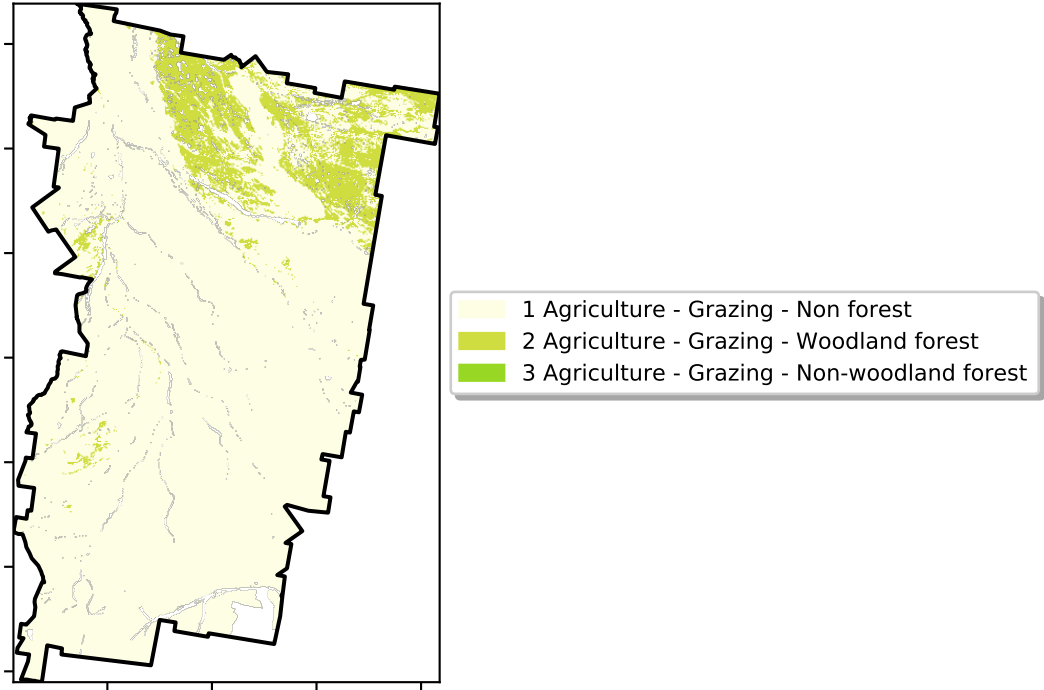 1 Agriculture - Grazing - Non forest
2 Agriculture - Grazing - Woodland forest
3 Agriculture - Grazing - Non-woodland forest